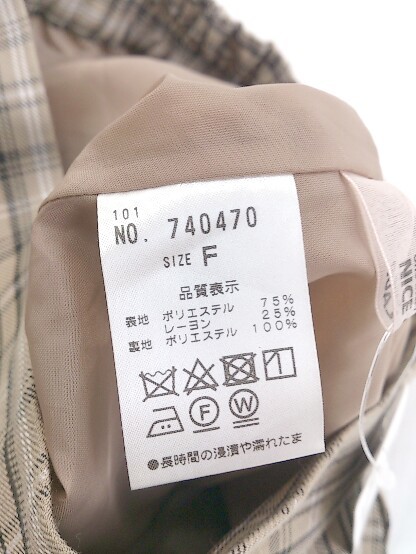 101
NO. 740470
SIZE F
品質表示
表地 ポリエステル 75%
レーヨン 25%
裏地 ポリエステル 100%
F W
●長時間の浸漬や濡れたま
NICE